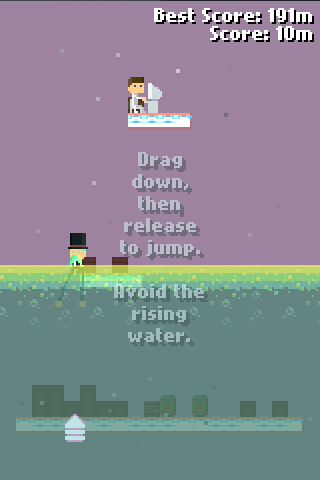 Best Score: 191m
Score: 10m
Drag
down,
then
release
to jump.
Avoid the
rising
water.